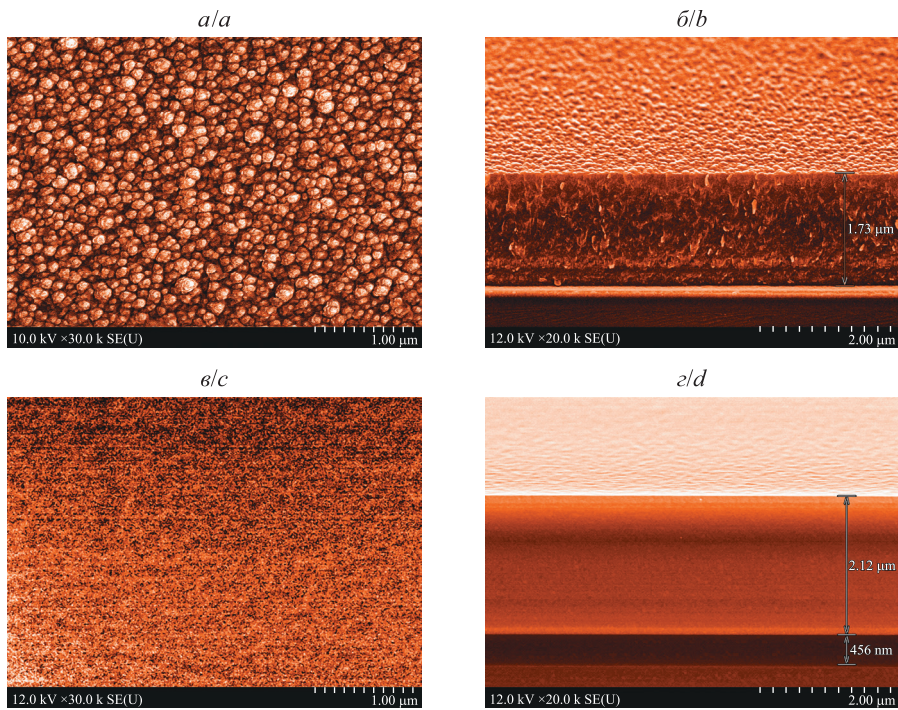 а/a
б/b
1.73 μm
10.0 kV ×30.0 k SE(U) 1.00 μm
12.0 kV ×20.0 k SE(U) 2.00 μm
в/c
г/d
2.12 μm
456 nm
12.0 kV ×30.0 k SE(U) 1.00 μm
12.0 kV ×20.0 k SE(U) 2.00 μm